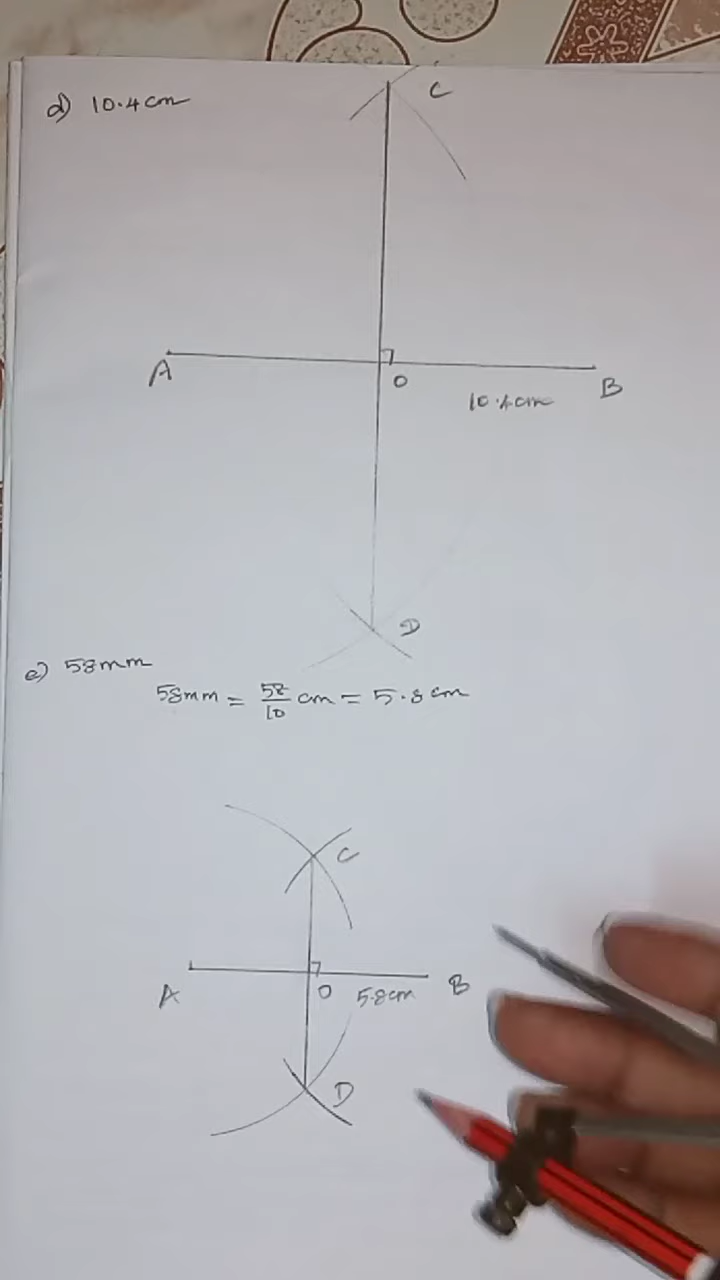 d) 10.4cm
C
A
O
10.4cm
B
D
e) 58mm
58mm = 58/10 cm = 5.8cm
C
A
O
5.8cm
B
D